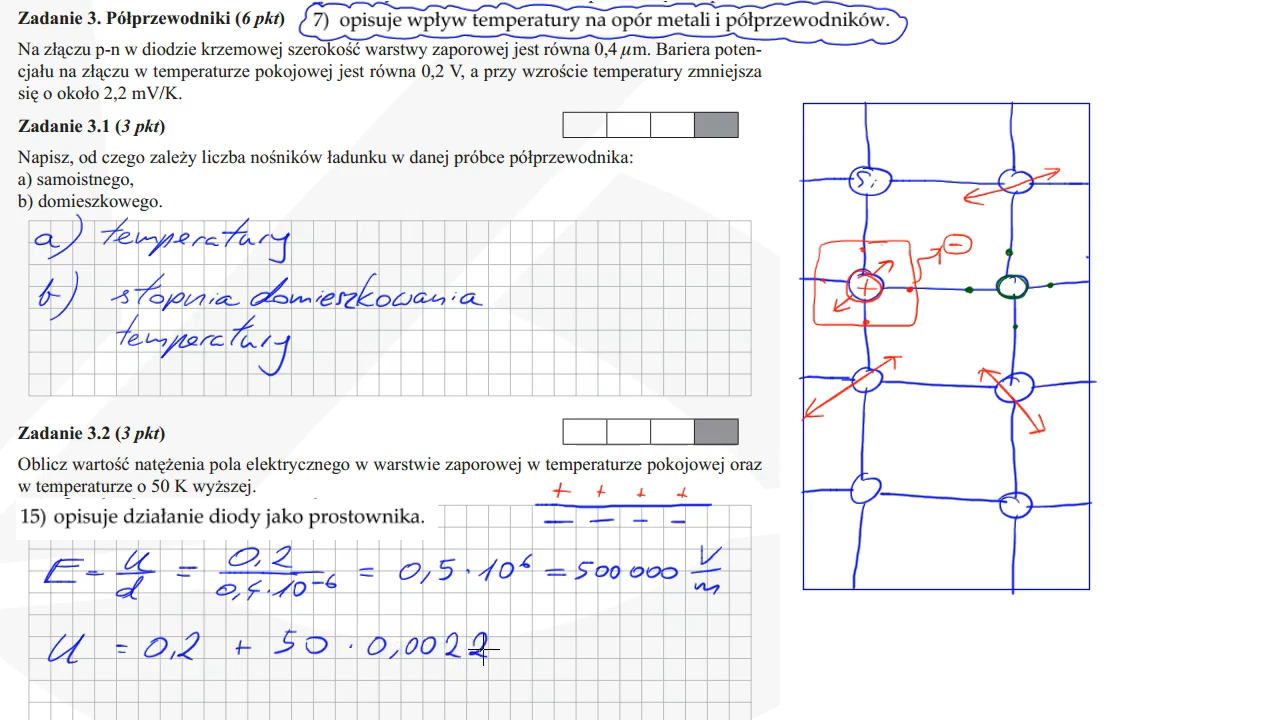 Zadanie 3. Półprzewodniki (6 pkt) 7) opisuje wpływ temperatury na opór metali i półprzewodników.
Na złączu p-n w diodzie krzemowej szerokość warstwy zaporowej jest równa 0,4 μm. Bariera poten-
cjału na złączu w temperaturze pokojowej jest równa 0,2 V, a przy wzroście temperatury zmniejsza
się o około 2,2 mV/K.
Zadanie 3.1 (3 pkt)
Napisz, od czego zależy liczba nośników ładunku w danej próbce półprzewodnika:
a) samoistnego,
b) domieszkowego.
a) temperatury
b) stopnia domieszkowania
temperatury
Si
+
−
Zadanie 3.2 (3 pkt)
Oblicz wartość natężenia pola elektrycznego w warstwie zaporowej w temperaturze pokojowej oraz
w temperaturze o 50 K wyższej.
+ + + +
− − − −
15) opisuje działanie diody jako prostownika.
E = U/d = 0,2/0,4·10⁻⁶ = 0,5·10⁶ = 500 000 V/m
U = 0,2 + 50 · 0,0022